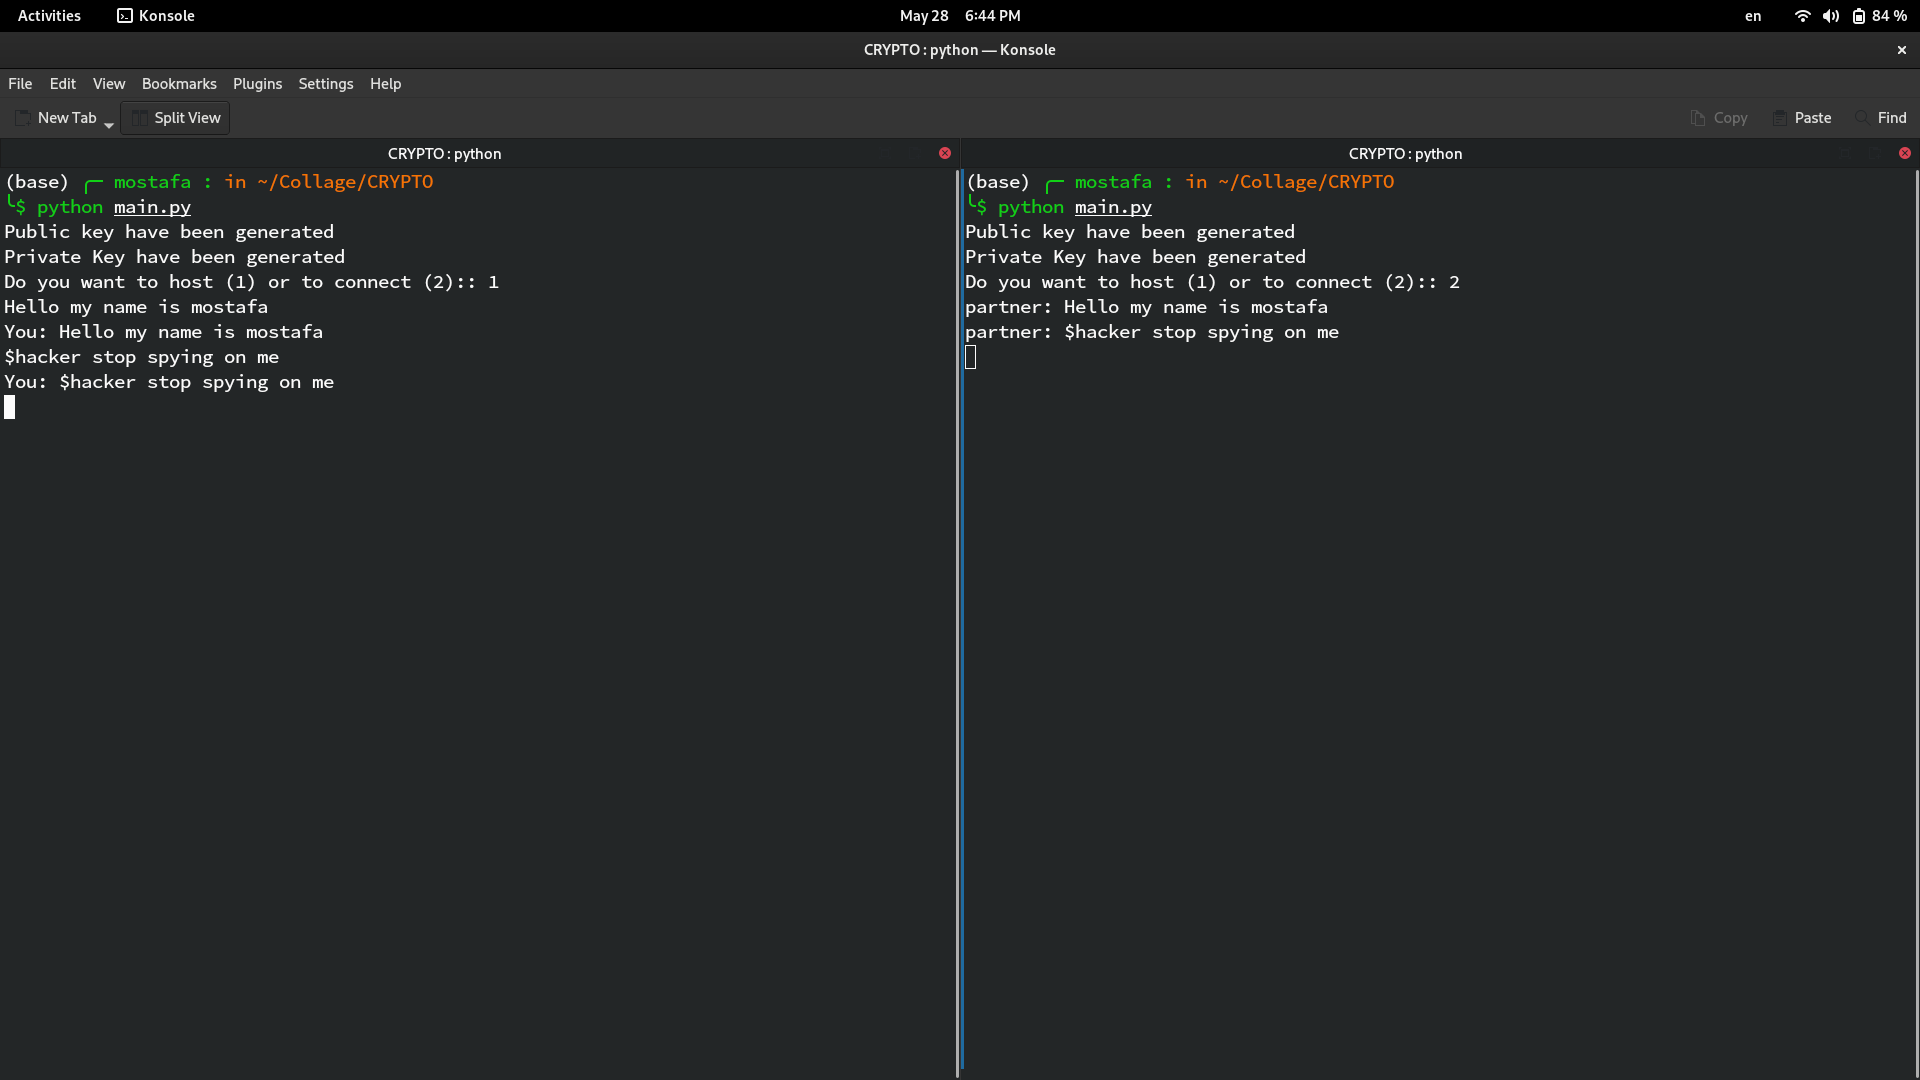 Activities Konsole May 28 6:44 PM en 84 %
CRYPTO : python — Konsole
File Edit View Bookmarks Plugins Settings Help
New Tab Split View Copy Paste Find
CRYPTO : python
(base) ╭─ mostafa : in ~/Collage/CRYPTO
╰$ python main.py
Public key have been generated
Private Key have been generated
Do you want to host (1) or to connect (2):: 1
Hello my name is mostafa
You: Hello my name is mostafa
$hacker stop spying on me
You: $hacker stop spying on me
CRYPTO : python
(base) ╭─ mostafa : in ~/Collage/CRYPTO
╰$ python main.py
Public key have been generated
Private Key have been generated
Do you want to host (1) or to connect (2):: 2
partner: Hello my name is mostafa
partner: $hacker stop spying on me